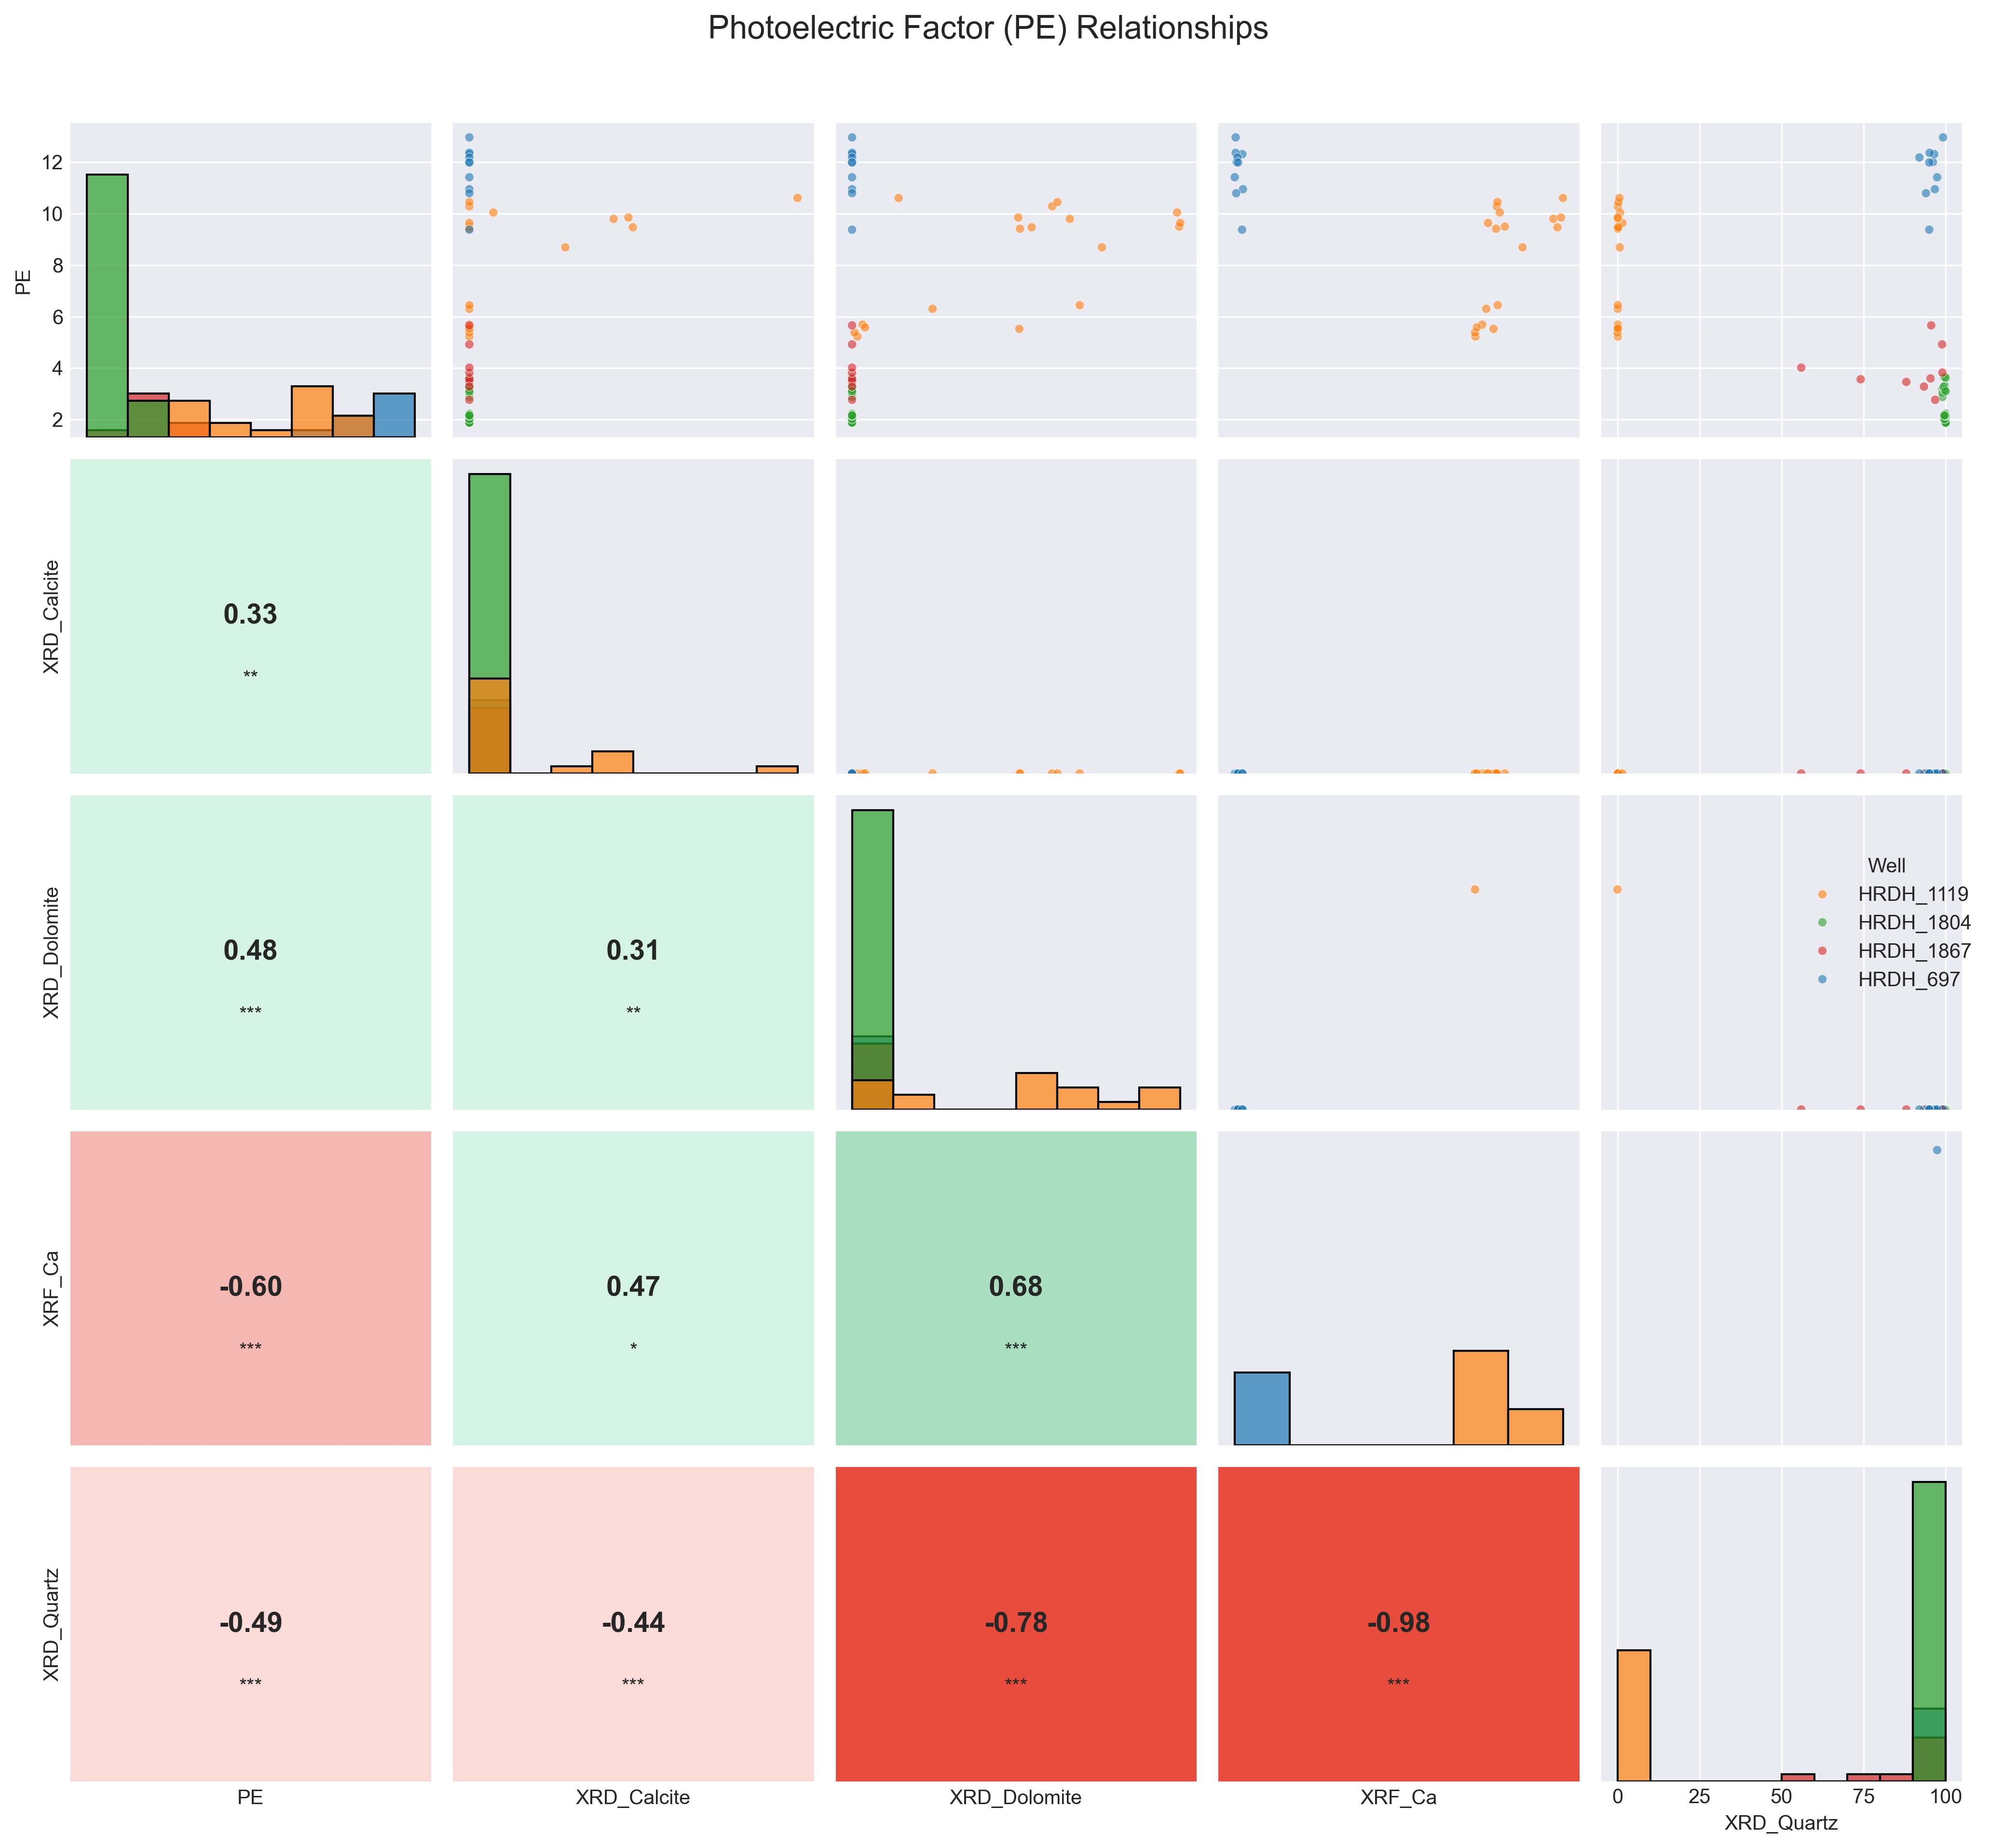 Photoelectric Factor (PE) Relationships
PE
12
10
8
6
4
2
XRD_Calcite
0.33
**
XRD_Dolomite
0.48
***
0.31
**
Well
HRDH_1119
HRDH_1804
HRDH_1867
HRDH_697
XRF_Ca
-0.60
***
0.47
*
0.68
***
XRD_Quartz
-0.49
***
-0.44
***
-0.78
***
-0.98
***
0 25 50 75 100
PE XRD_Calcite XRD_Dolomite XRF_Ca XRD_Quartz